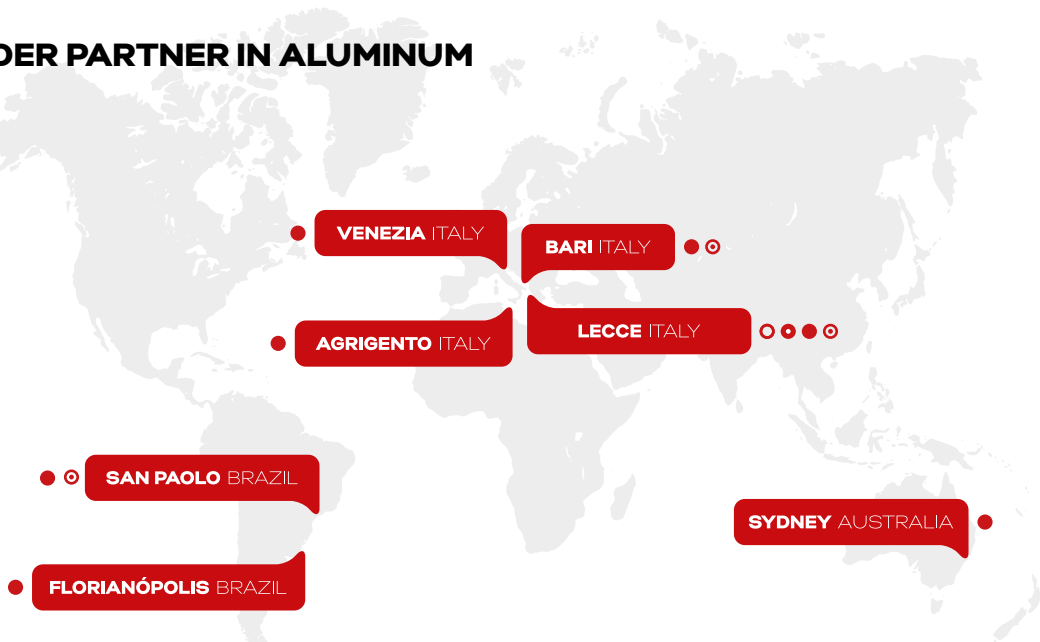 DER PARTNER IN ALUMINUM
VENEZIA ITALY
BARI ITALY
AGRIGENTO ITALY
LECCE ITALY
SAN PAOLO BRAZIL
SYDNEY AUSTRALIA
FLORIANÓPOLIS BRAZIL